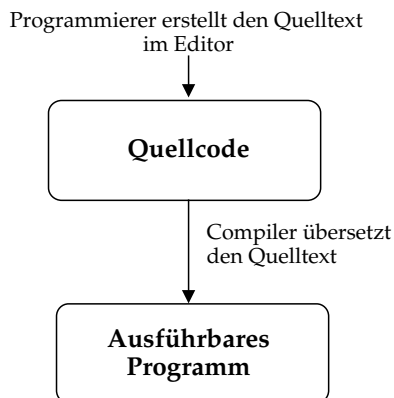 Programmierer erstellt den Quelltext
im Editor
Quellcode
Compiler übersetzt
den Quelltext
Ausführbares
Programm